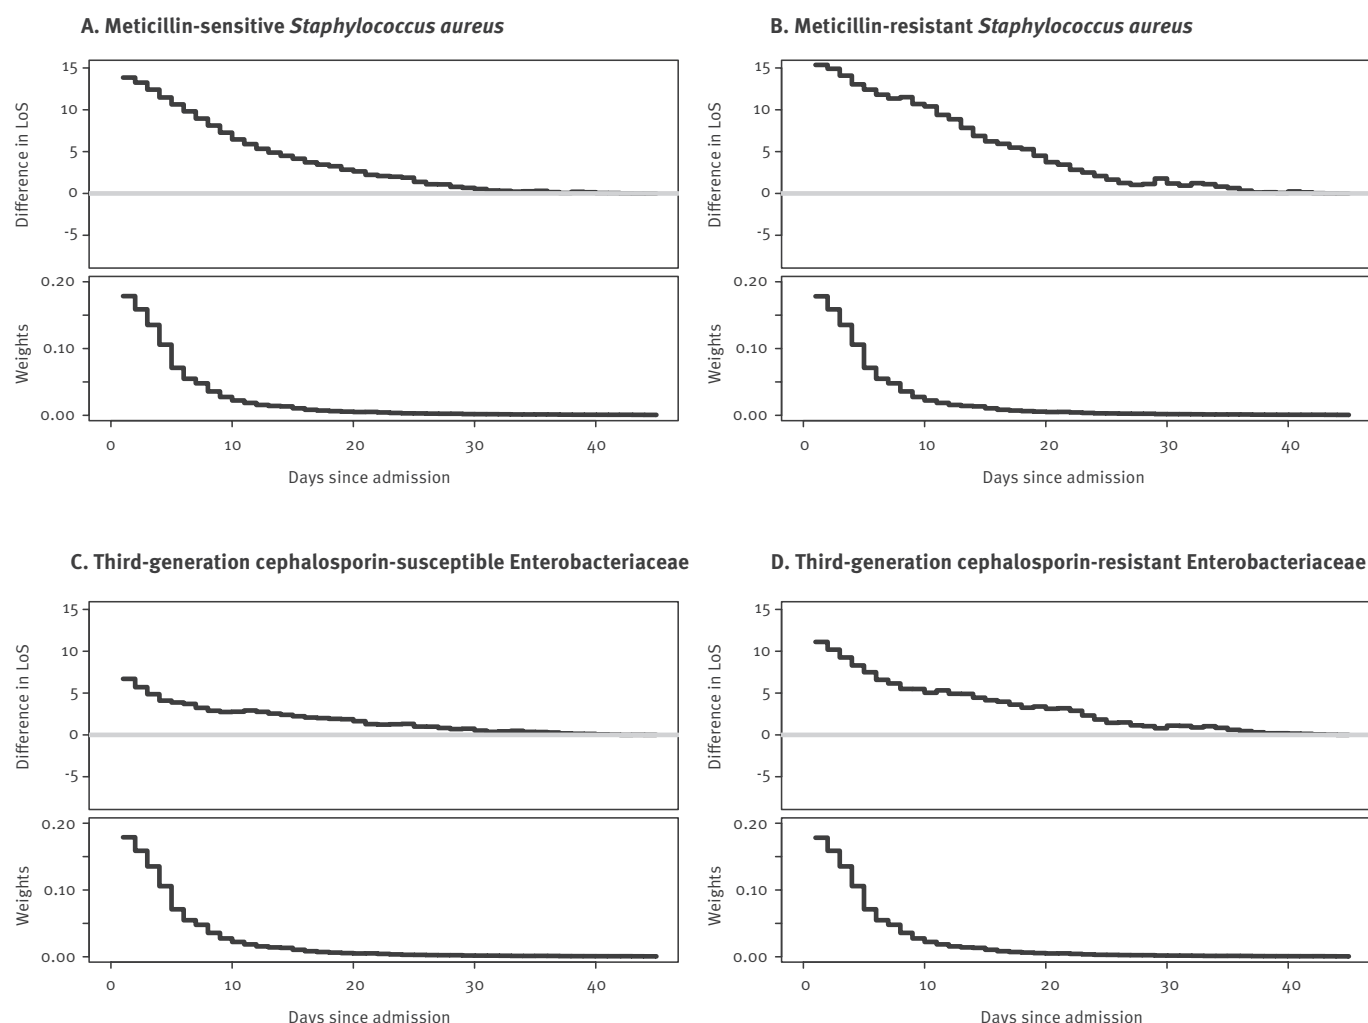 A. Meticillin-sensitive Staphylococcus aureus
15
10
5
0
-5
Difference in LoS
0.20
0.10
0.00
Weights
0 10 20 30 40
Days since admission
B. Meticillin-resistant Staphylococcus aureus
15
10
5
0
-5
Difference in LoS
0.20
0.10
0.00
Weights
0 10 20 30 40
Days since admission
C. Third-generation cephalosporin-susceptible Enterobacteriaceae
15
10
5
0
-5
Difference in LoS
0.20
0.10
0.00
Weights
0 10 20 30 40
Days since admission
D. Third-generation cephalosporin-resistant Enterobacteriaceae
15
10
5
0
-5
Difference in LoS
0.20
0.10
0.00
Weights
0 10 20 30 40
Days since admission